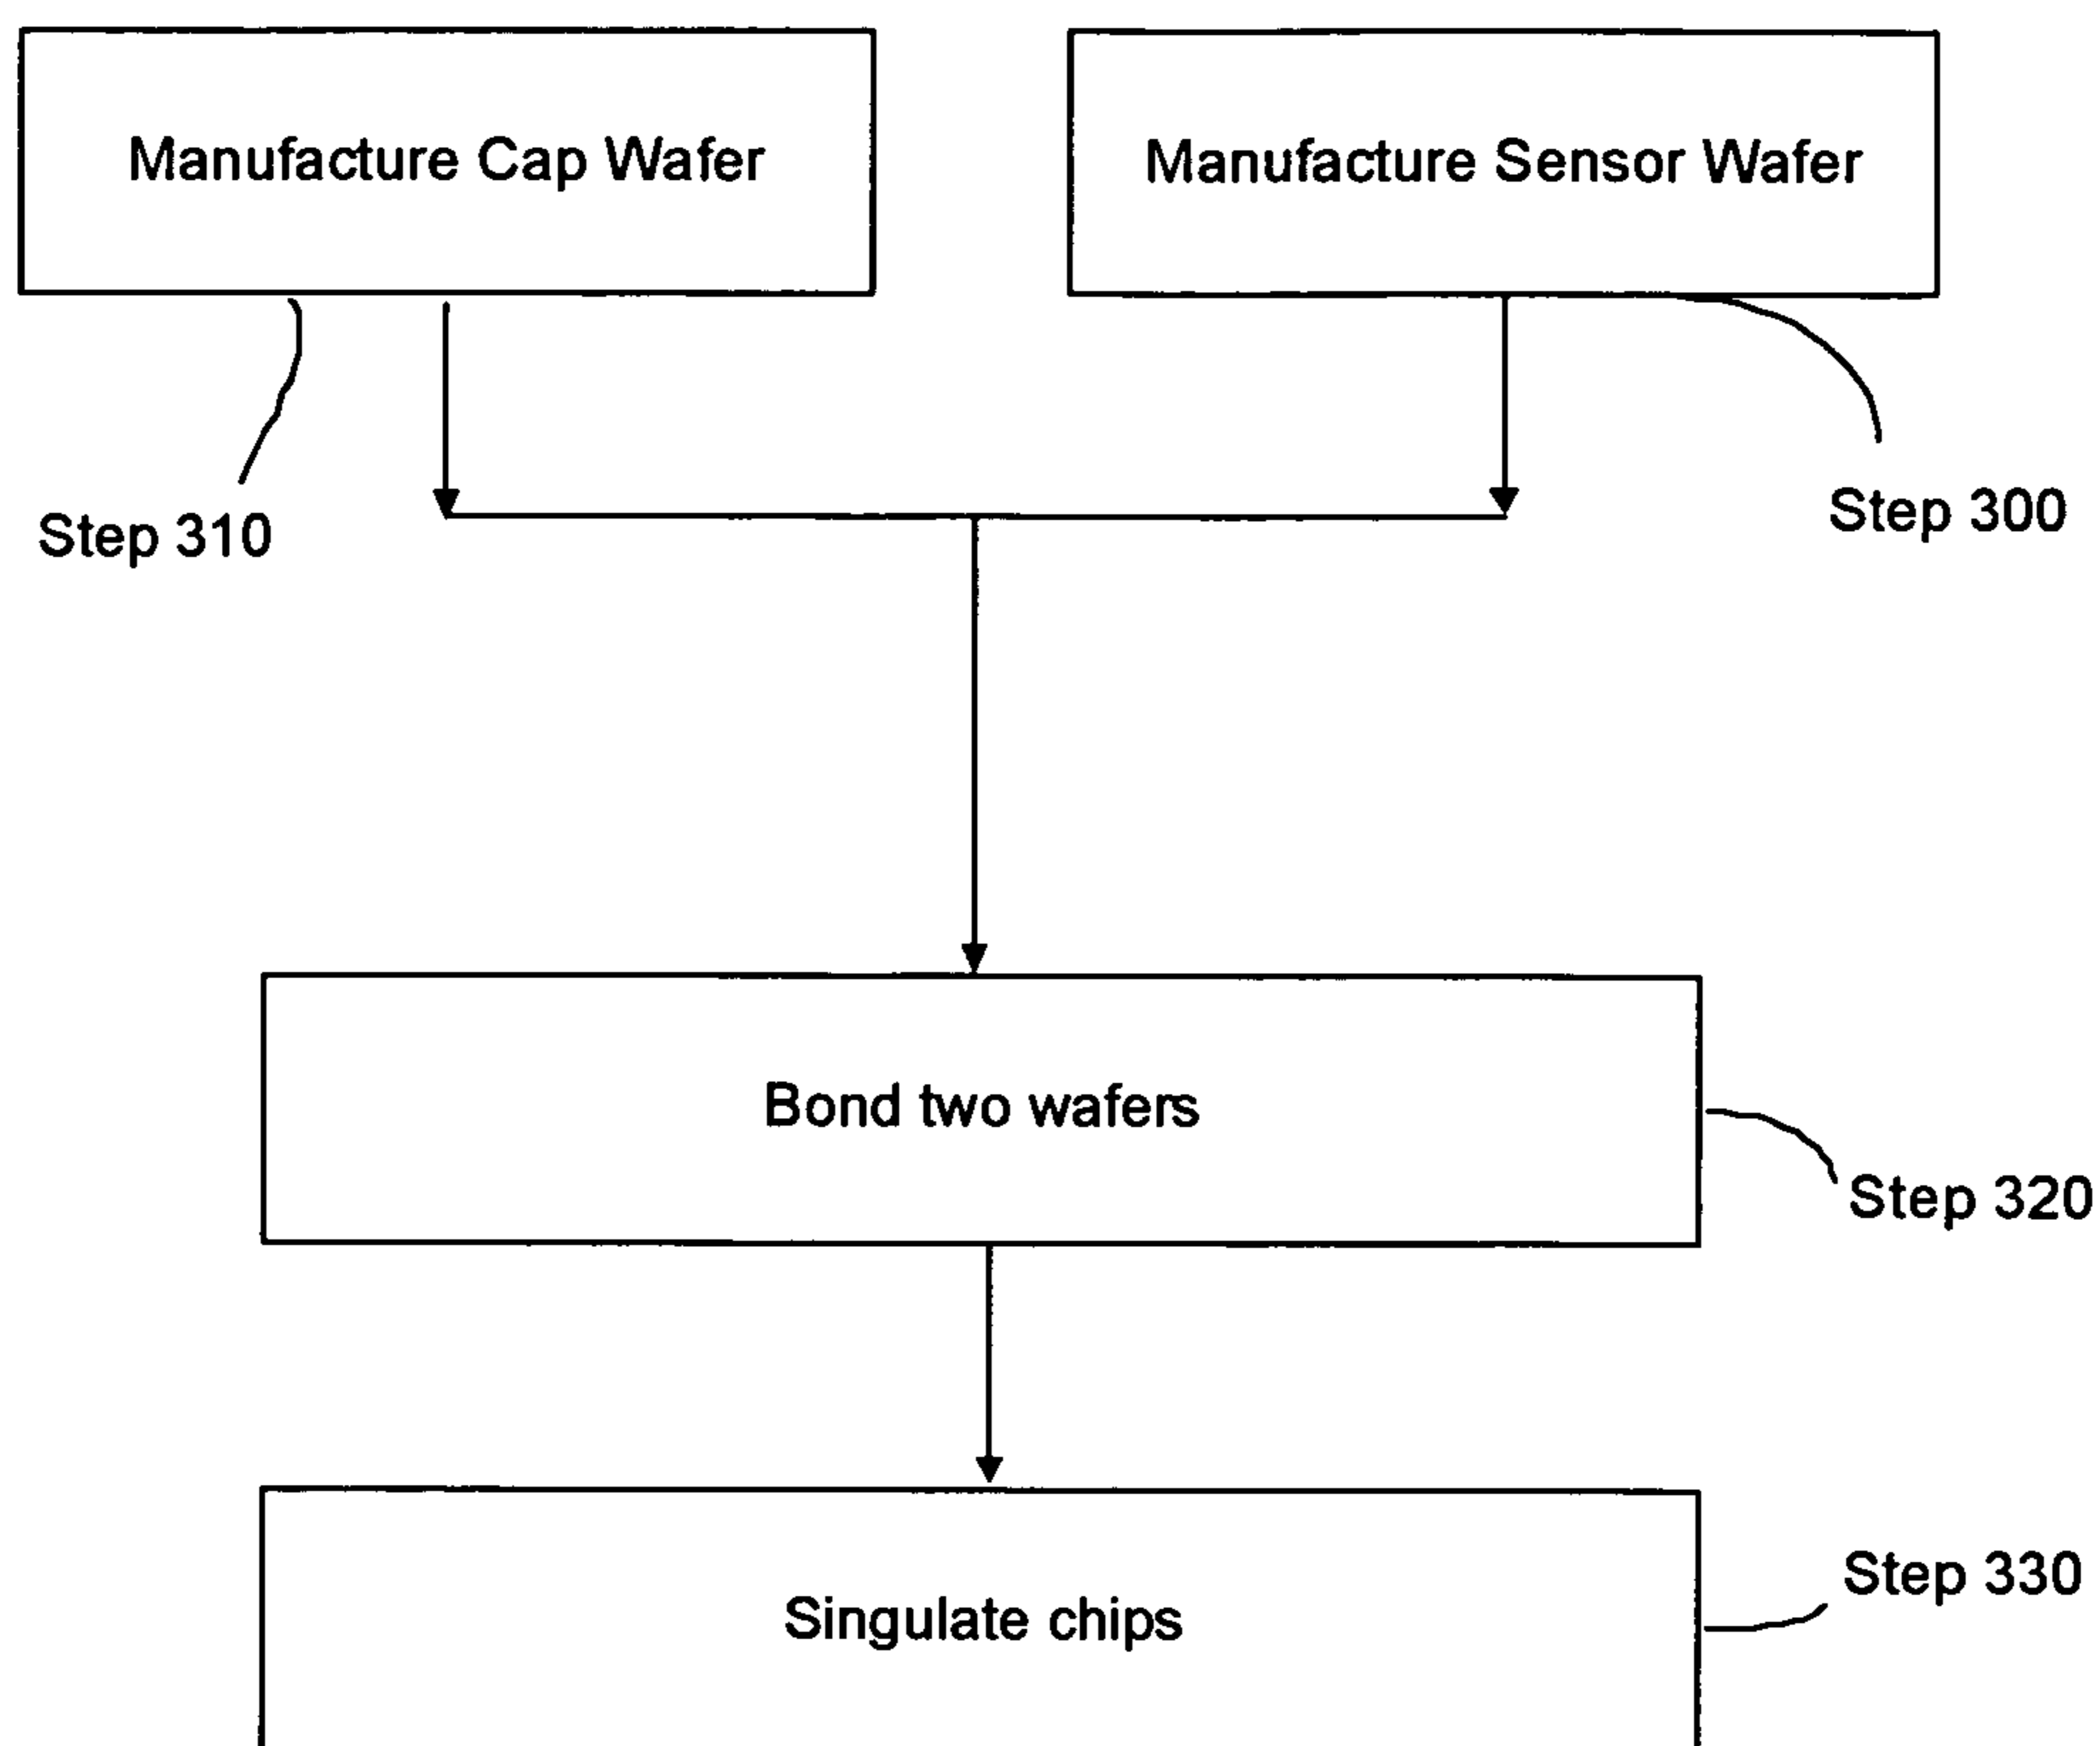 Manufacture Cap Wafer
Manufacture Sensor Wafer
Step 310
Step 300
Bond two wafers
Step 320
Step 330
Singulate chips